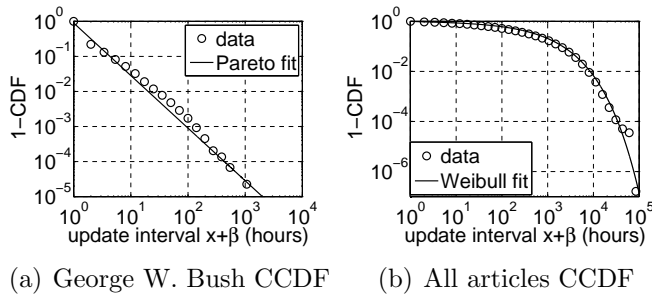 10^0
10^-1
10^-2
10^-3
10^-4
10^-5
1-CDF
data
Pareto fit
10^0 10^1 10^2 10^3 10^4
update interval x+β (hours)
(a) George W. Bush CCDF
10^0
10^-2
10^-4
10^-6
1-CDF
data
Weibull fit
10^0 10^1 10^2 10^3 10^4 10^5
update interval x+β (hours)
(b) All articles CCDF